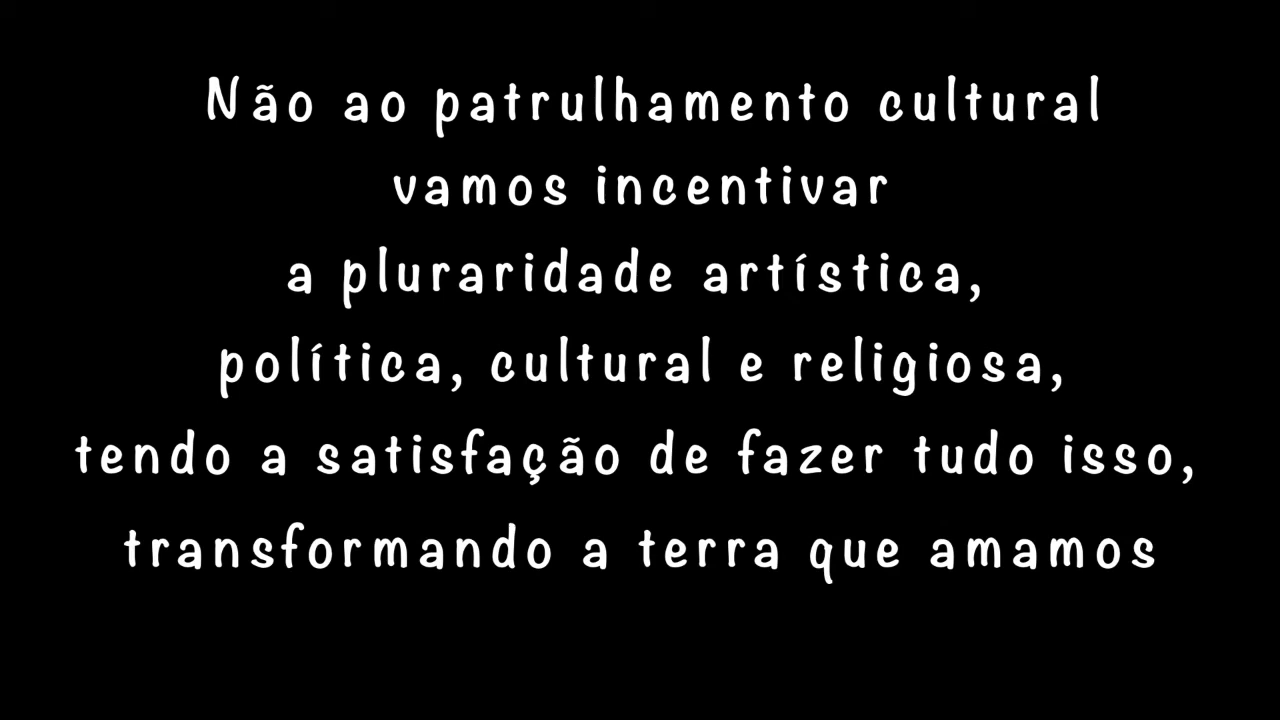 Não ao patrulhamento cultural
vamos incentivar
a pluraridade artística,
política, cultural e religiosa,
tendo a satisfação de fazer tudo isso,
transformando a terra que amamos